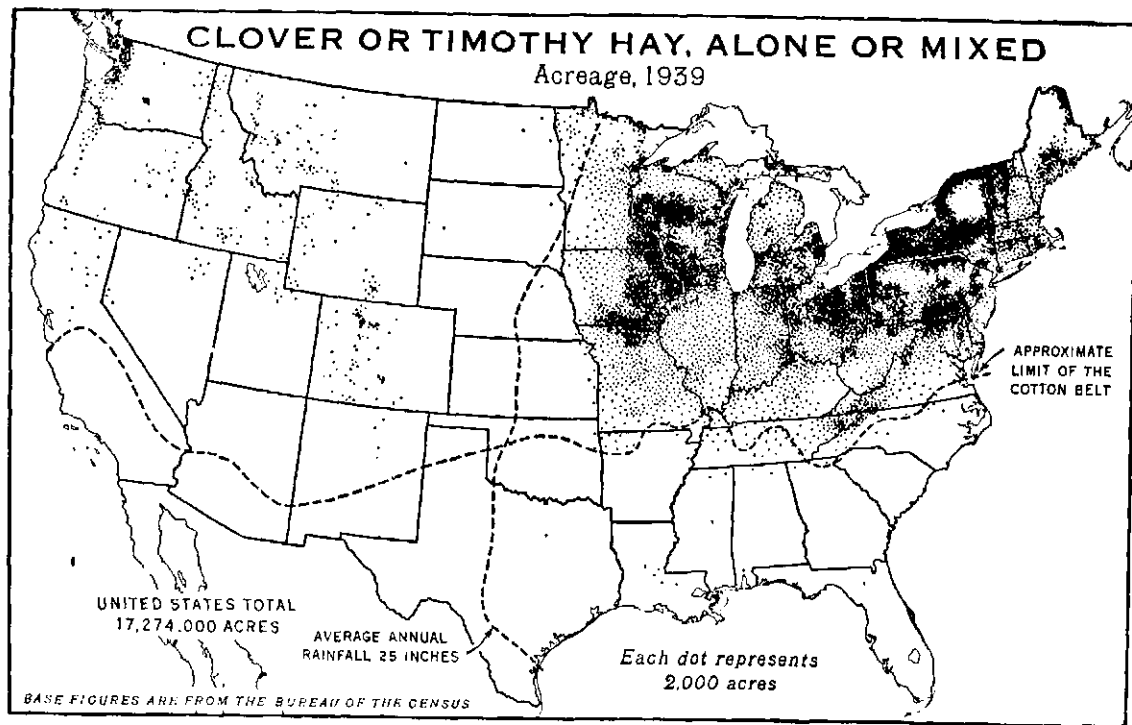 CLOVER OR TIMOTHY HAY, ALONE OR MIXED
Acreage, 1939
APPROXIMATE
LIMIT OF THE
COTTON BELT
UNITED STATES TOTAL
17,274.000 ACRES
AVERAGE ANNUAL
RAINFALL 25 INCHES
Each dot represents
2,000 acres
BASE FIGURES ARE FROM THE BUREAU OF THE CENSUS